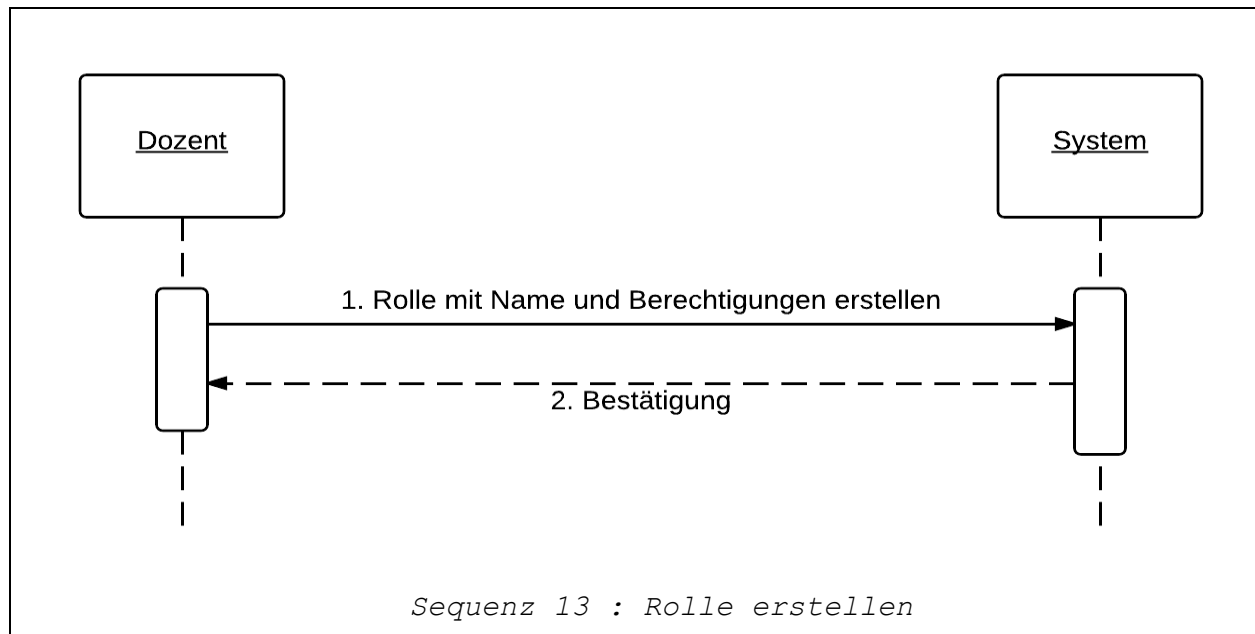 Dozent
System
1. Rolle mit Name und Berechtigungen erstellen
2. Bestätigung
Sequenz 13 : Rolle erstellen